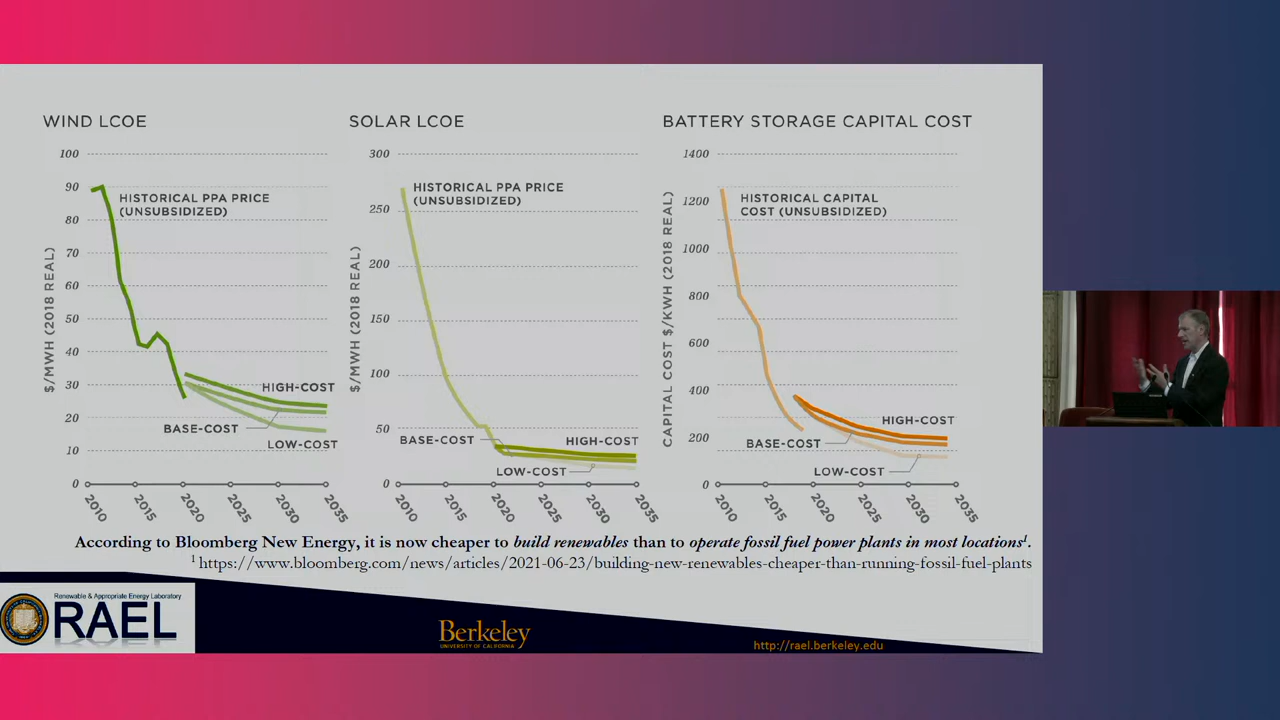 WIND LCOE
$/MWH (2018 REAL)
100
90
80
70
60
50
40
30
20
10
0
HISTORICAL PPA PRICE
(UNSUBSIDIZED)
HIGH-COST
BASE-COST
LOW-COST
2010
2015
2020
2025
2030
2035
SOLAR LCOE
$/MWH (2018 REAL)
300
250
200
150
100
50
0
HISTORICAL PPA PRICE
(UNSUBSIDIZED)
BASE-COST
HIGH-COST
LOW-COST
2010
2015
2020
2025
2030
2035
BATTERY STORAGE CAPITAL COST
CAPITAL COST $/KWH (2018 REAL)
1400
1200
1000
800
600
400
200
0
HISTORICAL CAPITAL
COST (UNSUBSIDIZED)
HIGH-COST
BASE-COST
LOW-COST
2010
2015
2020
2025
2030
2035
According to Bloomberg New Energy, it is now cheaper to build renewables than to operate fossil fuel power plants in most locations¹.
¹ https://www.bloomberg.com/news/articles/2021-06-23/building-new-renewables-cheaper-than-running-fossil-fuel-plants
Renewable & Appropriate Energy Laboratory
RAEL
Berkeley
UNIVERSITY OF CALIFORNIA
http://rael.berkeley.edu